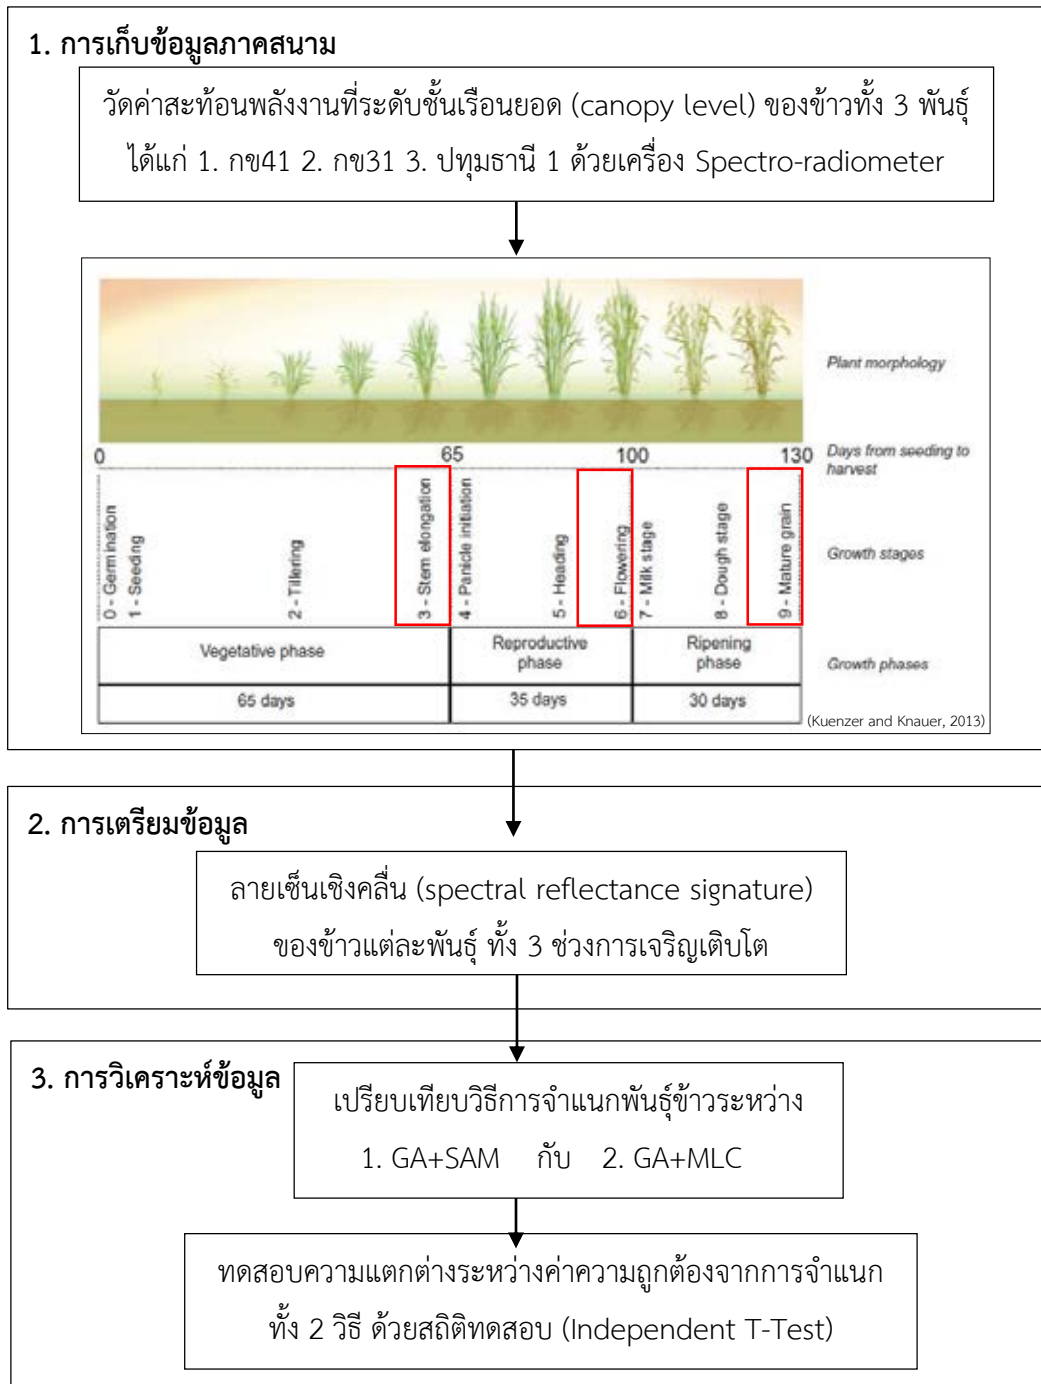 1. การเก็บข้อมูลภาคสนาม
วัดค่าสะท้อนพลังงานที่ระดับชั้นเรือนยอด (canopy level) ของข้าวทั้ง 3 พันธุ์
ได้แก่ 1. กข41 2. กข31 3. ปทุมธานี 1 ด้วยเครื่อง Spectro-radiometer
Plant morphology
0 65 100 130
Days from seeding to
harvest
0 - Germination
1 - Seeding
2 - Tillering
3 - Stem elongation
4 - Panicle initiation
5 - Heading
6 - Flowering
7 - Milk stage
8 - Dough stage
9 - Mature grain
Growth stages
Vegetative phase
Reproductive
phase
Ripening
phase
Growth phases
65 days
35 days
30 days
(Kuenzer and Knauer, 2013)
2. การเตรียมข้อมูล
ลายเซ็นเชิงคลื่น (spectral reflectance signature)
ของข้าวแต่ละพันธุ์ ทั้ง 3 ช่วงการเจริญเติบโต
3. การวิเคราะห์ข้อมูล
เปรียบเทียบวิธีการจำแนกพันธุ์ข้าวระหว่าง
1. GA+SAM กับ 2. GA+MLC
ทดสอบความแตกต่างระหว่างค่าความถูกต้องจากการจำแนก
ทั้ง 2 วิธี ด้วยสถิติทดสอบ (Independent T-Test)